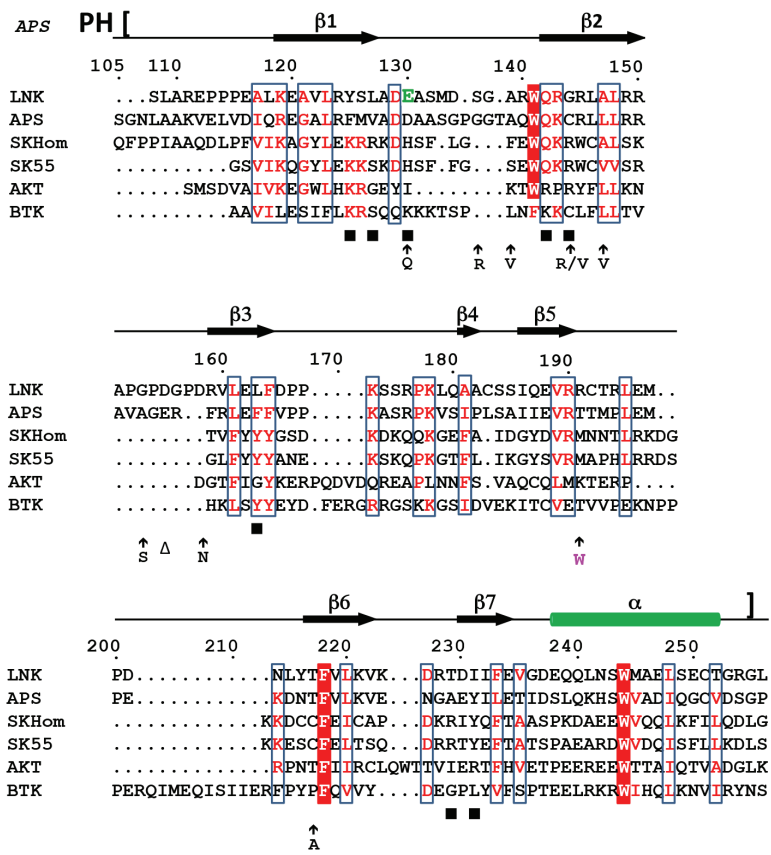 APS PH [ β1 β2
105 110 120 130 140 150
LNK ...SLAREPPPEALKEAVLRYSLADEASMD.SG.ARWQRGRLALRR
APS SGNLAAKVELVDIQREGALRFMVADDAASGPGGTAQWQKCRLLLRR
SKHom QFPPIAAQDLPFVIKAGYLEKRRKDHSF.LG...FEWQKRWCALSK
SK55 ..........GSVIKQGYLEKKSKDHSF.FG...SEWQKRWCVVSR
AKT ......SMSDVAIVKEGWLHKRGEYI........KTWRPRYFLLKN
BTK ..........AAVILESIFLKRSQQKKKTSP...LNFKKCLFLLTV
Q R V R/V V
β3 β4 β5
160 170 180 190
LNK APGPDGPDRVLELFDPP.....KSSRPKLQAACSSIQEVRRCTRLEM..
APS AVAGER..FRLEFFVPP.....KASRPKVSIPLSAIIEVRTTMPLEM..
SKHom ........TVFYYYGSD.....KDKQQKGEFA.IDGYDVRMNNTLRKDG
SK55 ........GLFYYYANE.....KSKQPKGTFL.IKGYSVRMAPHLRRDS
AKT .......DGTFIGYKERPQDVDQREAPLNNFS.VAQCQLMKTERP....
BTK ........HKLSYYEYD.FERGRRGSKKGSIDVEKITCVETVVPEKNPP
S Δ N W
β6 β7 α ]
200 210 220 230 240 250
LNK PD............NLYTFVLKVK...DRTDIIFEVGDEQQLNSWMAELSECTGRGL
APS PE............KDNTFVLKVE...NGAEYILETIDSLQKHSWVADIQGCVDSGP
SKHom .............KKDCCFEICAP...DKRIYQFTAASPKDAEEWVQQLKFILQDLG
SK55 .............KKESCFELTSQ...DRRTYEFTATSPAEARDWVDQISFLLKDLS
AKT ..............RPNTFIIRCLQWTTVIERTFHVETPEEREEWTTAIQTVADGLK
BTK PERQIMEQISIIERFPYPFQVVY....DEGPLYVFSPTEELRKRWIHQLKNVIRYNS
A